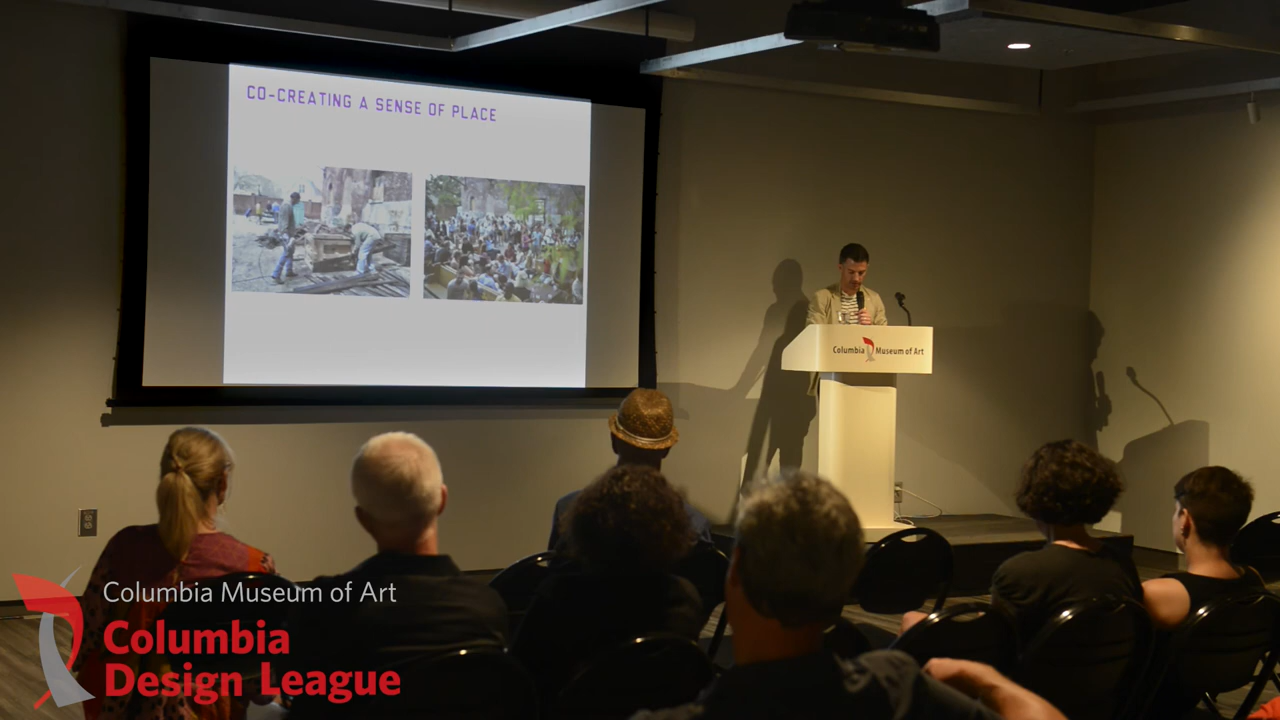 CO-CREATING A SENSE OF PLACE
Columbia Museum of Art
Columbia Museum of Art
Columbia
Design League